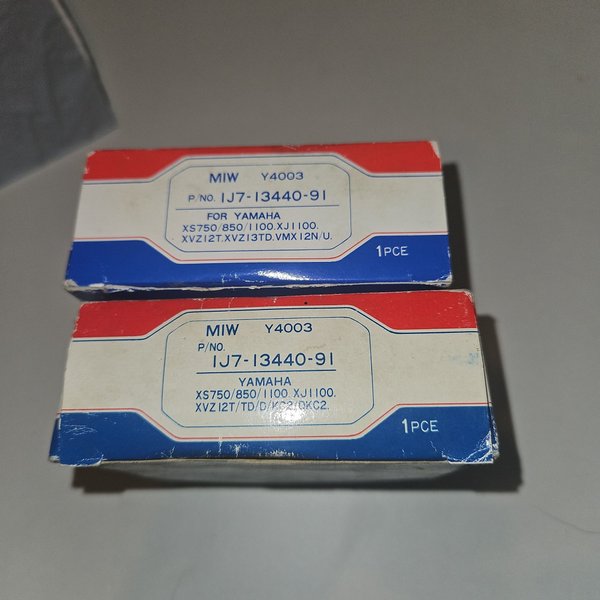 MIW Y4003
P/NO. 1J7-13440-91
FOR YAMAHA
XS750/850/1100.XJ1100.
XVZ12T.XVZ13TD.VMX12N/U.
1PCE
MIW Y4003
P/NO.
1J7-13440-91
YAMAHA
XS750/850/1100.XJ1100.
XVZ12T/TD/D/KC2/DKC2.
1PCE